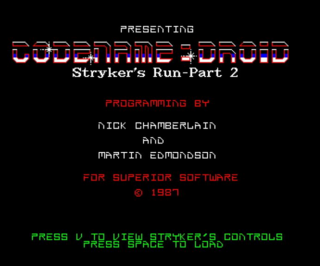 PRESENTING
CODENAME : DROID
Stryker's Run-Part 2
PROGRAMMING BY
NICK CHAMBERLAIN
AND
MARTIN EDMONDSON
FOR SUPERIOR SOFTWARE
© 1987
PRESS V TO VIEW STRYKER'S CONTROLS
PRESS SPACE TO LOAD